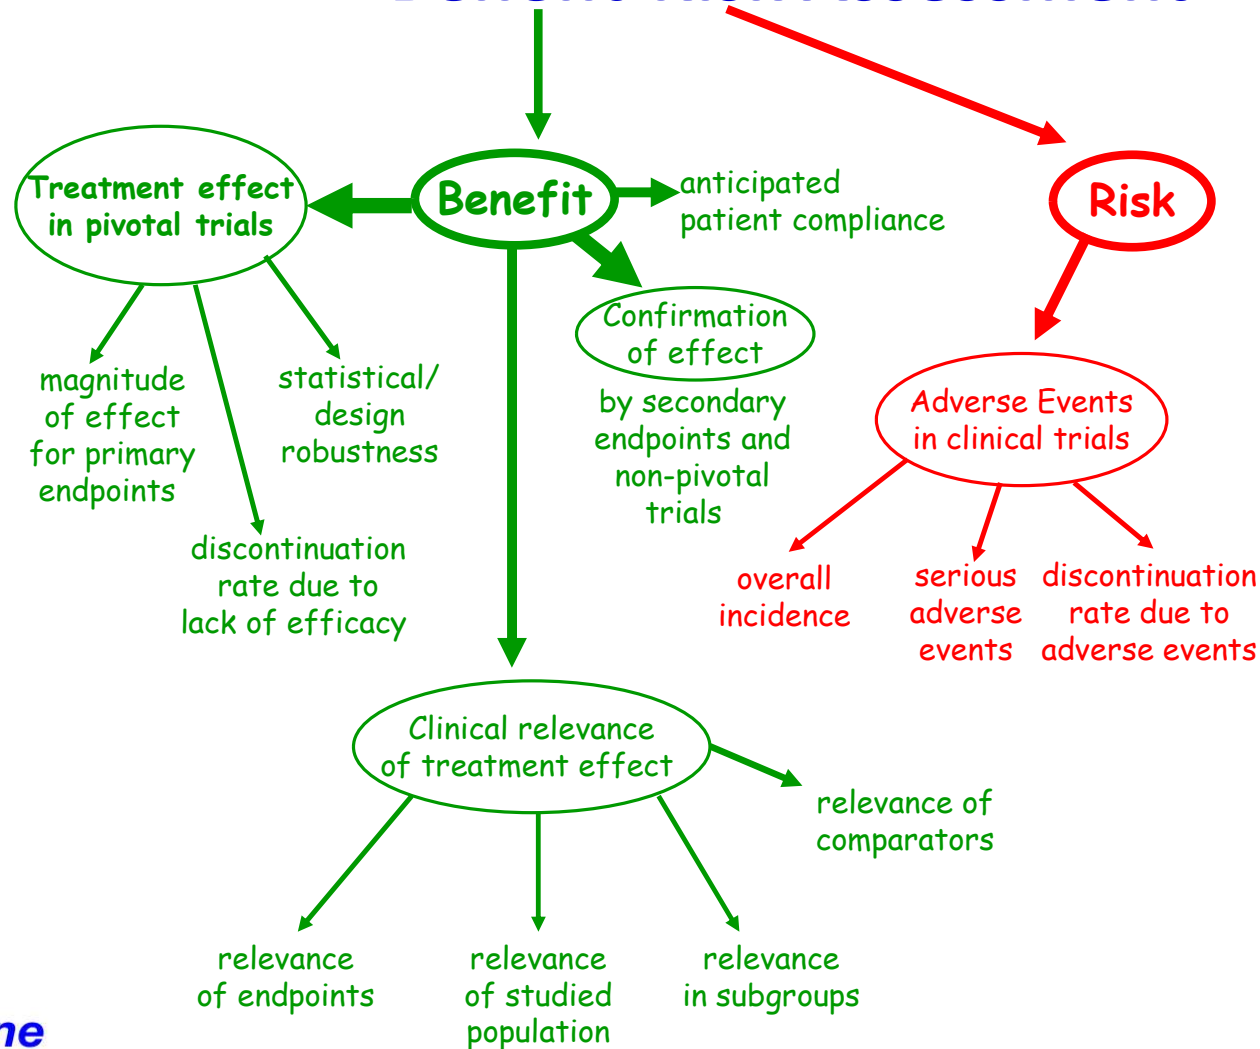 Benefit Risk Assessment
Benefit
Risk
Treatment effect
in pivotal trials
anticipated
patient compliance
Confirmation
of effect
by secondary
endpoints and
non-pivotal
trials
magnitude
of effect
for primary
endpoints
statistical/
design
robustness
discontinuation
rate due to
lack of efficacy
Adverse Events
in clinical trials
overall
incidence
serious
adverse
events
discontinuation
rate due to
adverse events
Clinical relevance
of treatment effect
relevance of
comparators
relevance
of endpoints
relevance
of studied
population
relevance
in subgroups